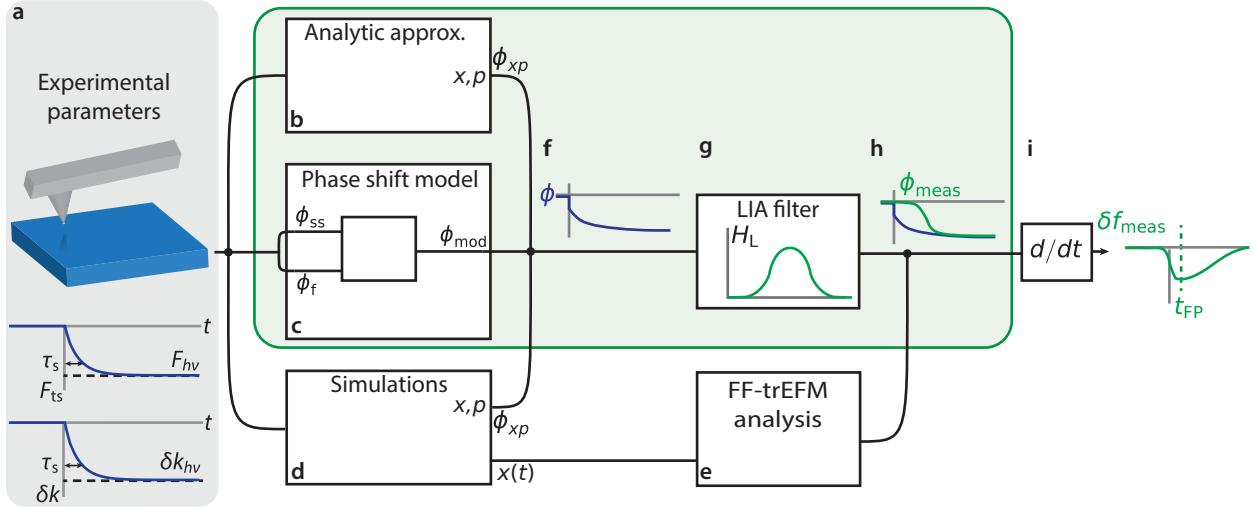 a
Experimental
parameters
t
τs
Fhν
Fts
t
τs
δkhν
δk
Analytic approx.
ϕxp
x,p
b
Phase shift model
ϕss
ϕmod
ϕf
c
Simulations
x,p
ϕxp
d
x(t)
f
ϕ
g
LIA filter
HL
h
ϕmeas
FF-trEFM
analysis
e
i
d/dt
δfmeas
tFP